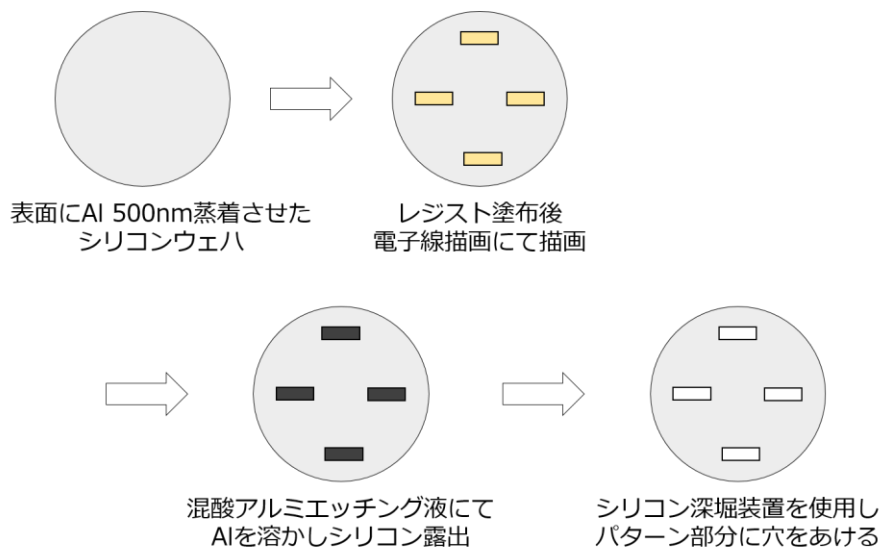 表面にAl 500nm蒸着させた
シリコンウェハ
レジスト塗布後
電子線描画にて描画
混酸アルミエッチング液にて
Alを溶かしシリコン露出
シリコン深堀装置を使用し
パターン部分に穴をあける